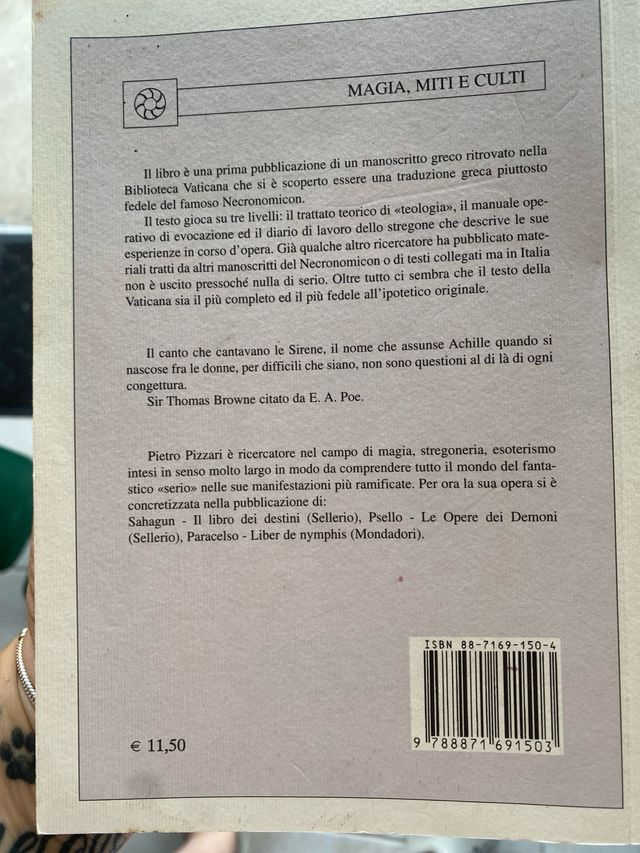 MAGIA, MITI E CULTI
Il libro è una prima pubblicazione di un manoscritto greco ritrovato nella
Biblioteca Vaticana che si è scoperto essere una traduzione greca piuttosto
fedele del famoso Necronomicon.
Il testo gioca su tre livelli: il trattato teorico di «teologia», il manuale ope-
rativo di evocazione ed il diario di lavoro dello stregone che descrive le sue
esperienze in corso d'opera. Già qualche altro ricercatore ha pubblicato mate-
riali tratti da altri manoscritti del Necronomicon o di testi collegati ma in Italia
non è uscito pressoché nulla di serio. Oltre tutto ci sembra che il testo della
Vaticana sia il più completo ed il più fedele all'ipotetico originale.
Il canto che cantavano le Sirene, il nome che assunse Achille quando si
nascose fra le donne, per difficili che siano, non sono questioni al di là di ogni
congettura.
Sir Thomas Browne citato da E. A. Poe.
Pietro Pizzari è ricercatore nel campo di magia, stregoneria, esoterismo
intesi in senso molto largo in modo da comprendere tutto il mondo del fanta-
stico «serio» nelle sue manifestazioni più ramificate. Per ora la sua opera si è
concretizzata nella pubblicazione di:
Sahagun - Il libro dei destini (Sellerio), Psello - Le Opere dei Demoni
(Sellerio), Paracelso - Liber de nymphis (Mondadori).
ISBN 88-7169-150-4
9 788871 691503
€ 11,50